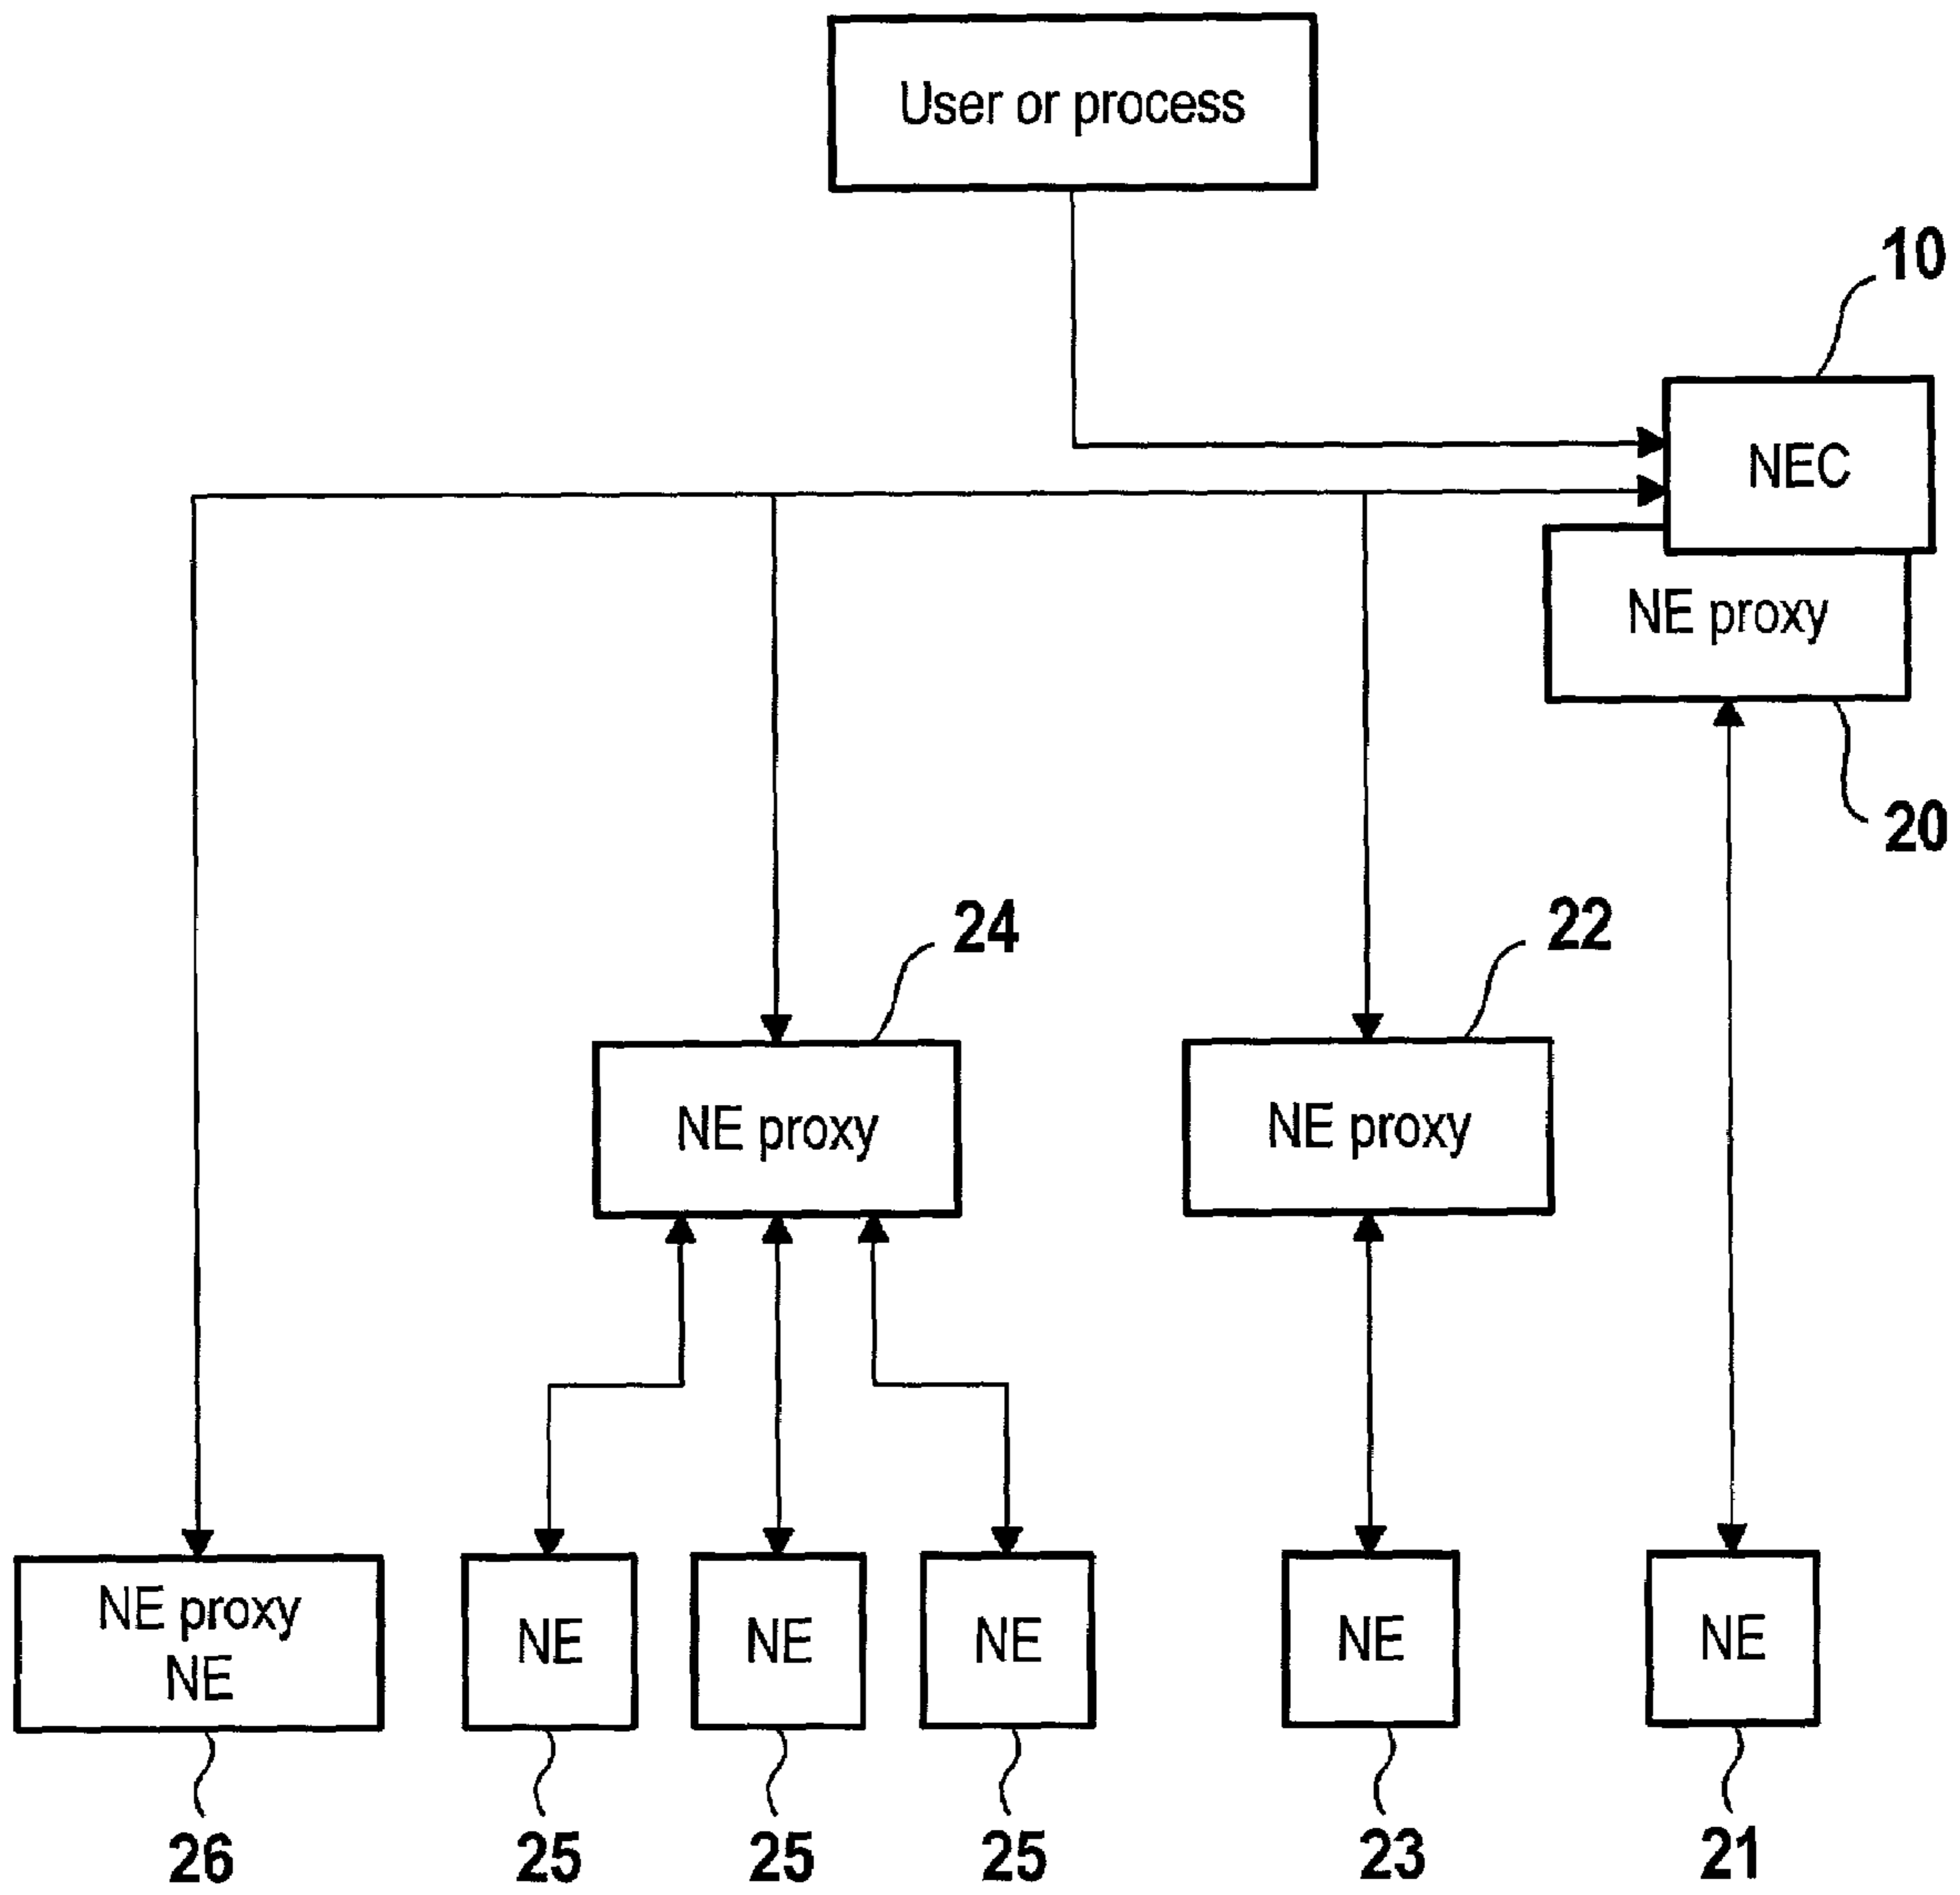 User or process
10
NEC
NE proxy
20
24
22
NE proxy
NE proxy
NE proxy
NE
NE
NE
NE
NE
NE
26
25
25
25
23
21